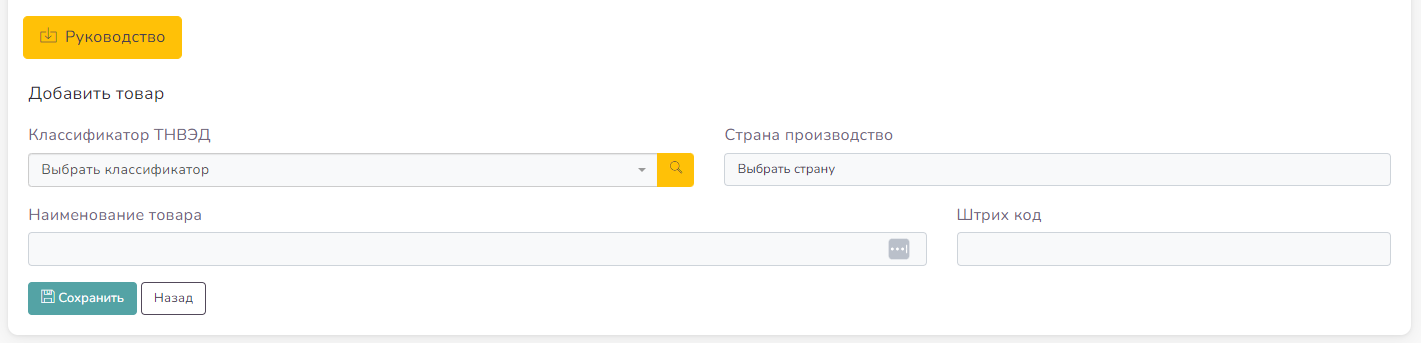 Руководство
Добавить товар
Классификатор ТНВЭД
Страна производство
Выбрать классификатор
Выбрать страну
Наименование товара
Штрих код
Сохранить
Назад